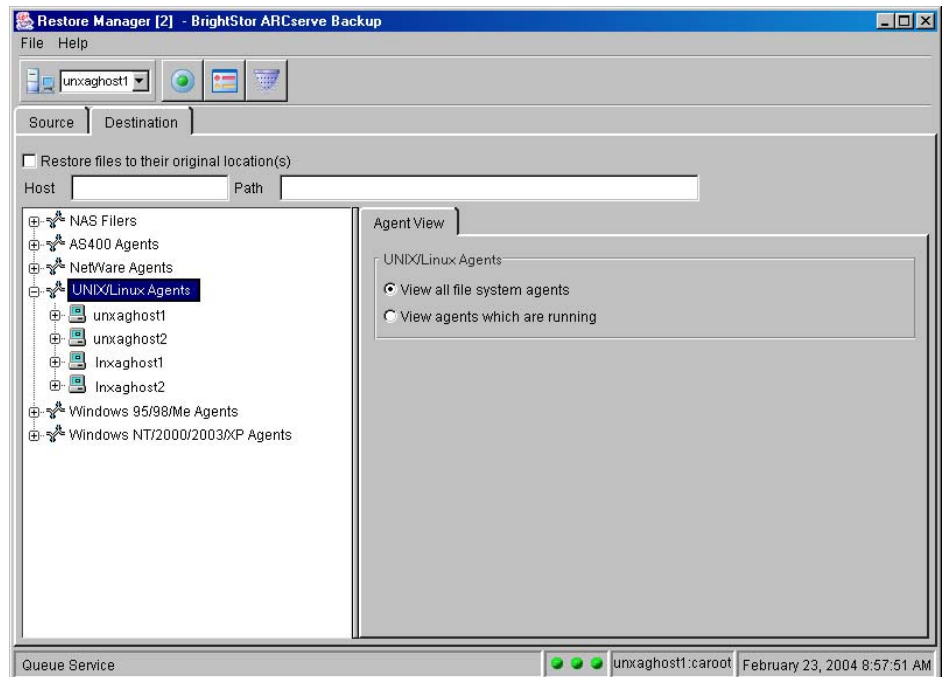 Restore Manager [2] - BrightStor ARCserve Backup
File Help
unxaghost1
Source Destination
Restore files to their original location(s)
Host Path
NAS Filers
AS400 Agents
NetWare Agents
UNIX/Linux Agents
unxaghost1
unxaghost2
lnxaghost1
lnxaghost2
Windows 95/98/Me Agents
Windows NT/2000/2003/XP Agents
Agent View
UNIX/Linux Agents
View all file system agents
View agents which are running
Queue Service unxaghost1:caroot February 23, 2004 8:57:51 AM